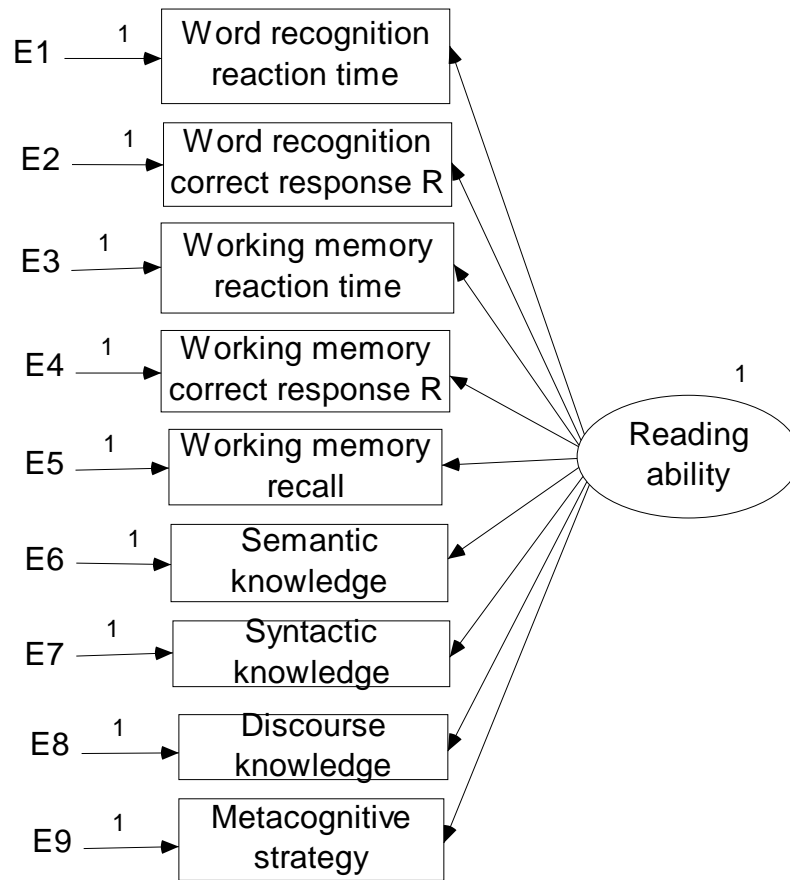 E1
1
Word recognition
reaction time
E2
1
Word recognition
correct response R
E3
1
Working memory
reaction time
E4
1
Working memory
correct response R
E5
1
Working memory
recall
E6
1
Semantic
knowledge
E7
1
Syntactic
knowledge
E8
1
Discourse
knowledge
E9
1
Metacognitive
strategy
1
Reading
ability